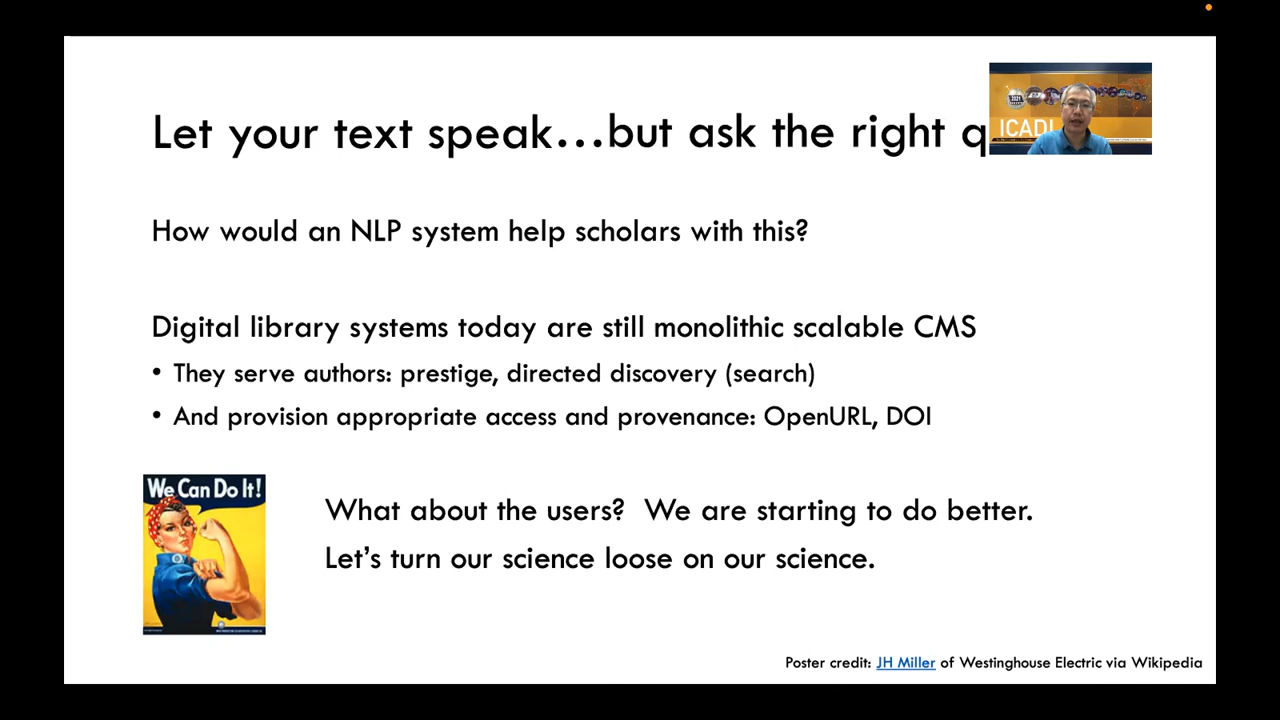 Let your text speak…but ask the right q
ICADL
How would an NLP system help scholars with this?
Digital library systems today are still monolithic scalable CMS
• They serve authors: prestige, directed discovery (search)
• And provision appropriate access and provenance: OpenURL, DOI
We Can Do It!
What about the users? We are starting to do better.
Let's turn our science loose on our science.
Poster credit: JH Miller of Westinghouse Electric via Wikipedia